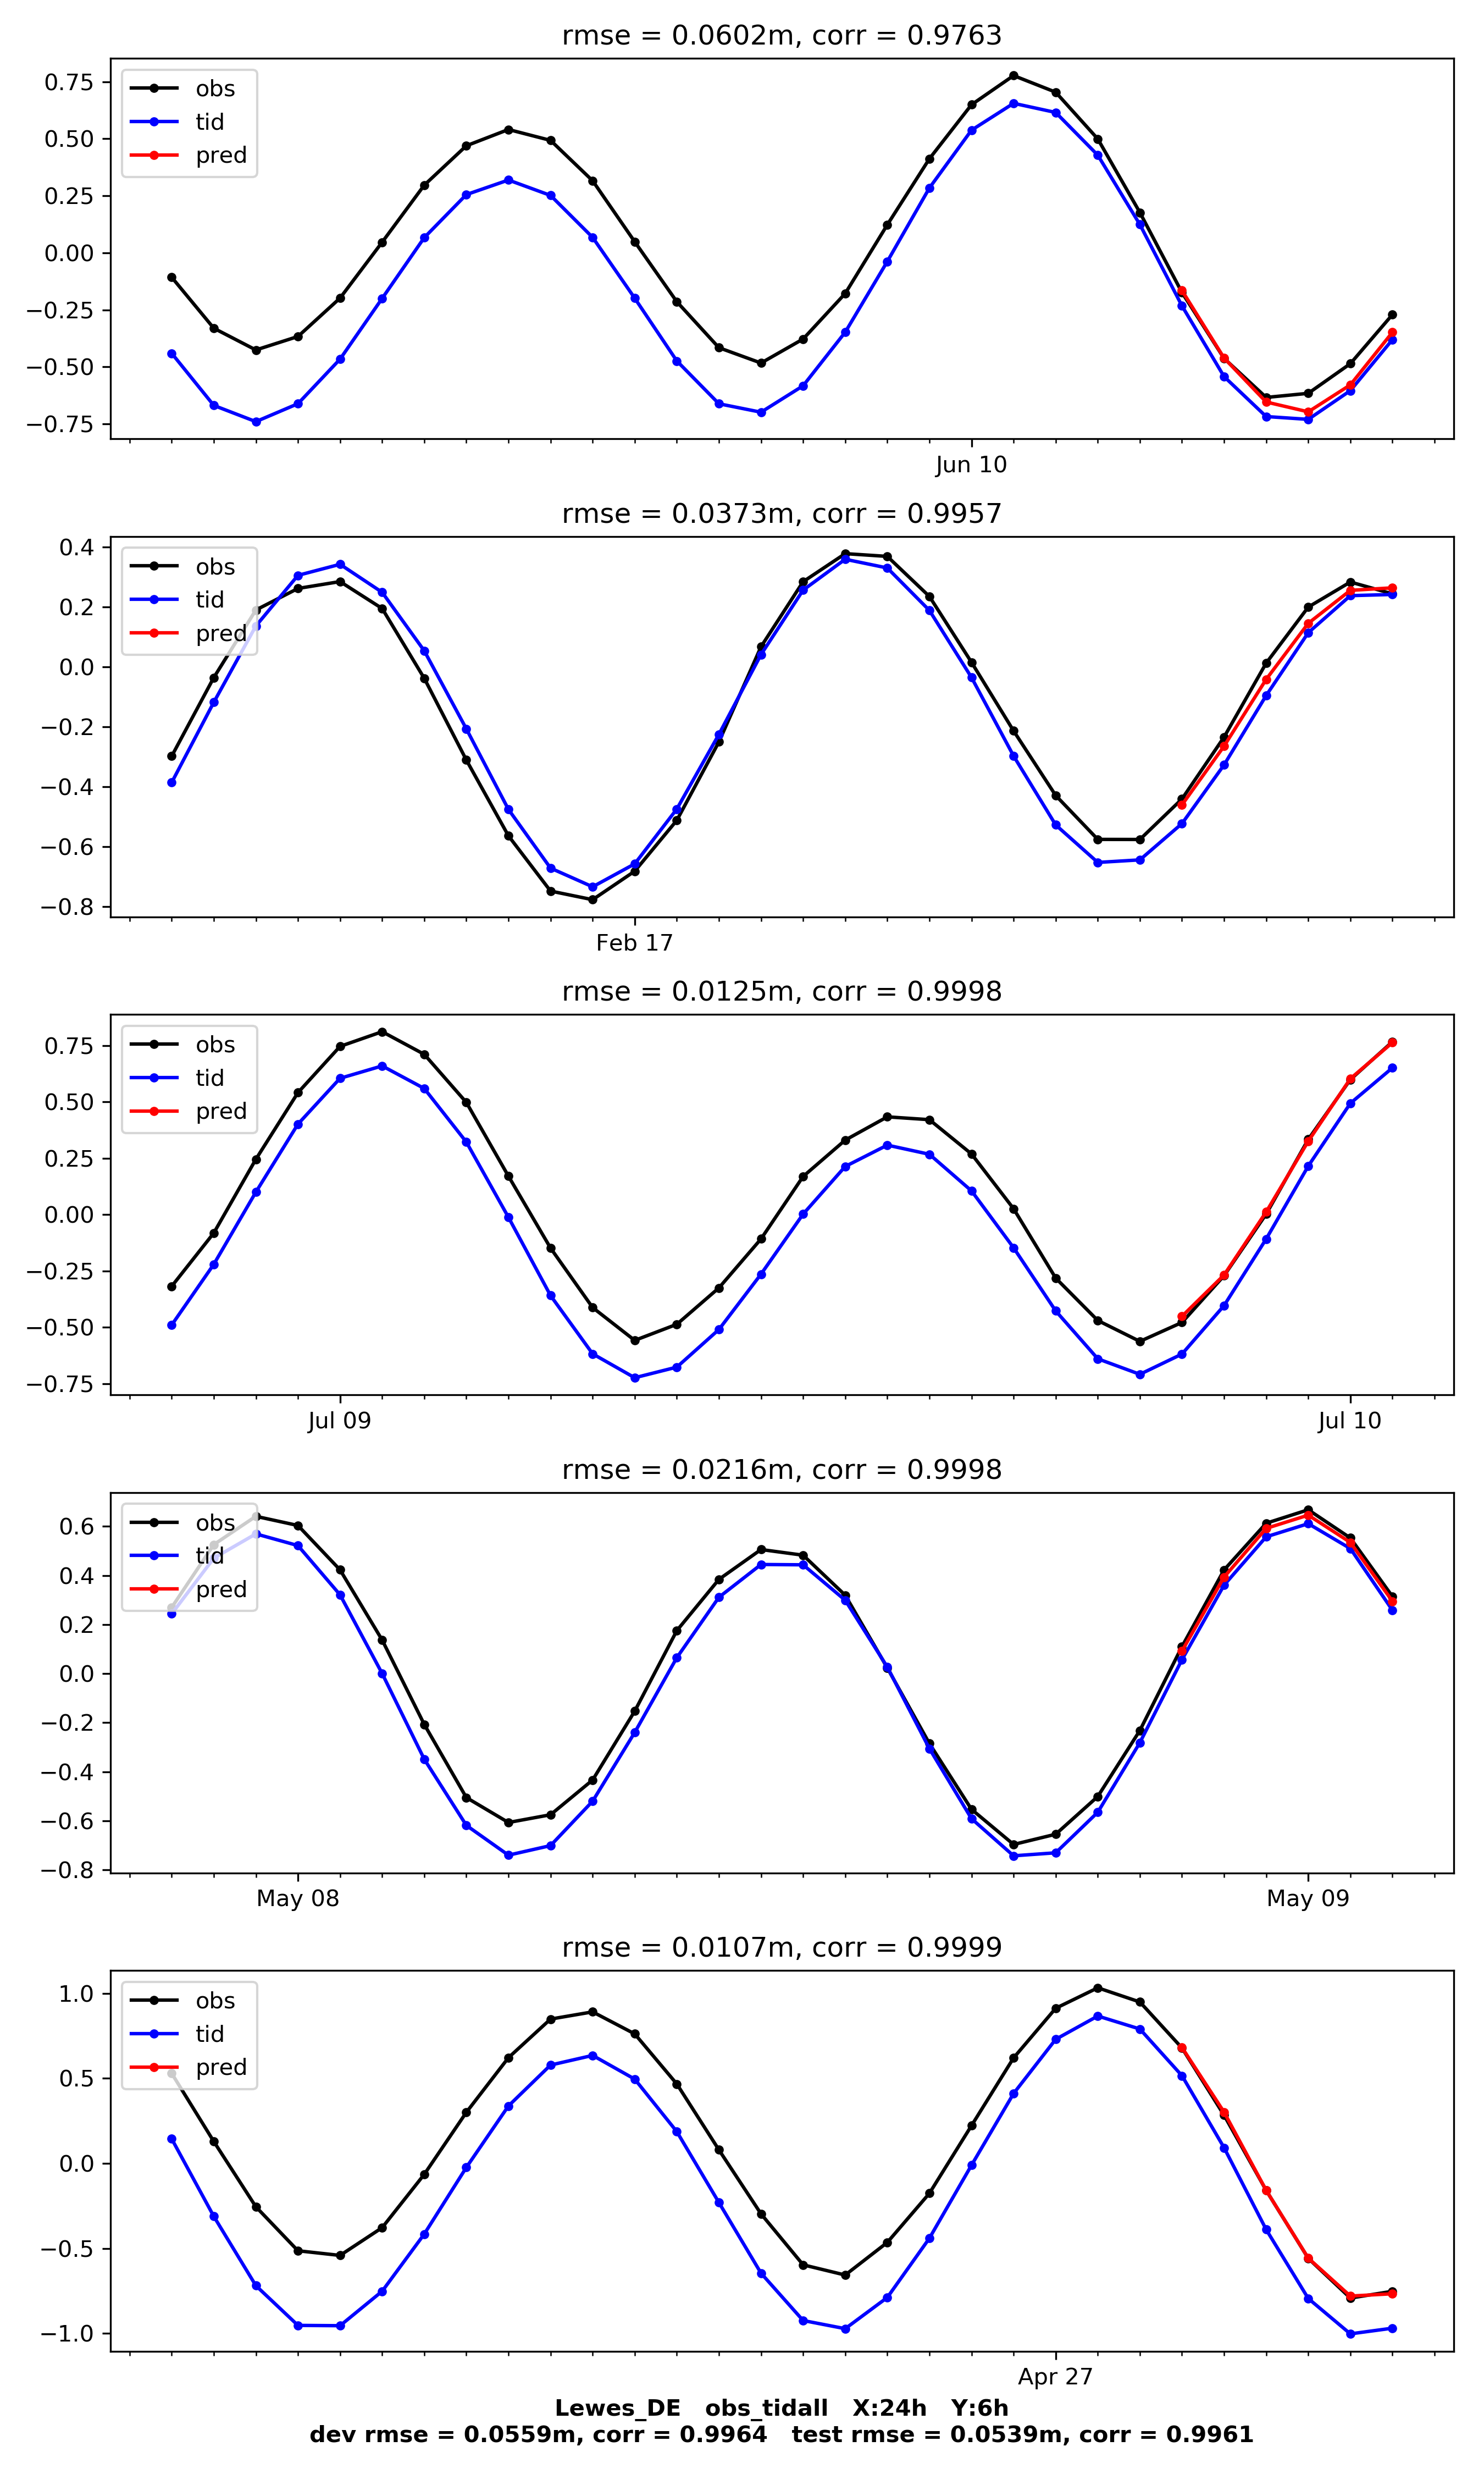 rmse = 0.0602m, corr = 0.9763
0.75
0.50
0.25
0.00
−0.25
−0.50
−0.75
obs
tid
pred
Jun 10
rmse = 0.0373m, corr = 0.9957
0.4
0.2
0.0
−0.2
−0.4
−0.6
−0.8
obs
tid
pred
Feb 17
rmse = 0.0125m, corr = 0.9998
0.75
0.50
0.25
0.00
−0.25
−0.50
−0.75
obs
tid
pred
Jul 09
Jul 10
rmse = 0.0216m, corr = 0.9998
0.6
0.4
0.2
0.0
−0.2
−0.4
−0.6
−0.8
obs
tid
pred
May 08
May 09
rmse = 0.0107m, corr = 0.9999
1.0
0.5
0.0
−0.5
−1.0
obs
tid
pred
Apr 27
Lewes_DE obs_tidall X:24h Y:6h
dev rmse = 0.0559m, corr = 0.9964 test rmse = 0.0539m, corr = 0.9961